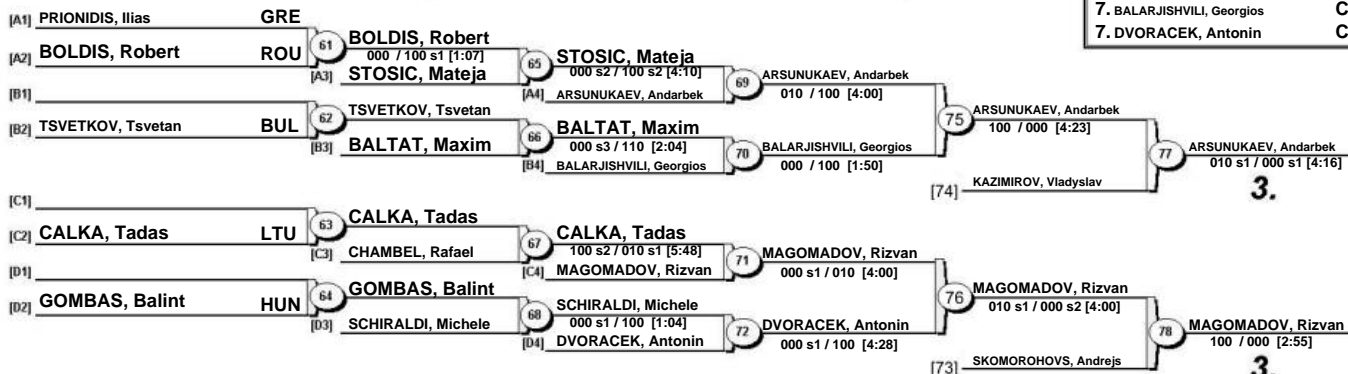 7. BALARJISHVILI, Georgios C
7. DVORACEK, Antonin C
[A1] PRIONIDIS, Ilias GRE
[A2] BOLDIS, Robert ROU
61
BOLDIS, Robert
000 / 100 s1 [1:07]
[A3] STOSIC, Mateja
65
STOSIC, Mateja
000 s2 / 100 s2 [4:10]
[A4] ARSUNUKAEV, Andarbek
69
ARSUNUKAEV, Andarbek
010 / 100 [4:00]
[B1]
[B2] TSVETKOV, Tsvetan BUL
62
TSVETKOV, Tsvetan
[B3] BALTAT, Maxim
66
BALTAT, Maxim
000 s3 / 110 [2:04]
[B4] BALARJISHVILI, Georgios
70
BALARJISHVILI, Georgios
000 / 100 [1:50]
75
ARSUNUKAEV, Andarbek
100 / 000 [4:23]
[74] KAZIMIROV, Vladyslav
77
ARSUNUKAEV, Andarbek
010 s1 / 000 s1 [4:16]
3.
[C1]
[C2] CALKA, Tadas LTU
63
CALKA, Tadas
[C3] CHAMBEL, Rafael
67
CALKA, Tadas
100 s2 / 010 s1 [5:48]
[C4] MAGOMADOV, Rizvan
71
MAGOMADOV, Rizvan
000 s1 / 010 [4:00]
[D1]
[D2] GOMBAS, Balint HUN
64
GOMBAS, Balint
[D3] SCHIRALDI, Michele
68
SCHIRALDI, Michele
000 s1 / 100 [1:04]
[D4] DVORACEK, Antonin
72
DVORACEK, Antonin
000 s1 / 100 [4:28]
76
MAGOMADOV, Rizvan
010 s1 / 000 s2 [4:00]
[73] SKOMOROHOVS, Andrejs
78
MAGOMADOV, Rizvan
100 / 000 [2:55]
3.